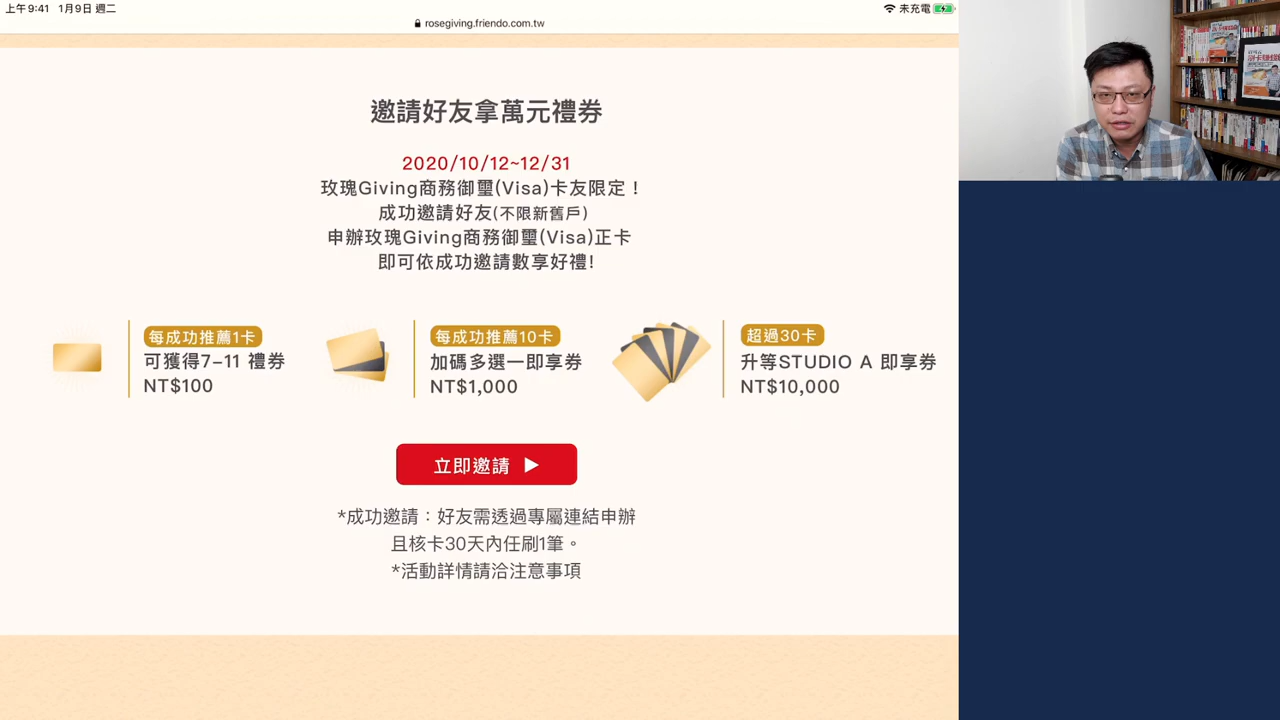 上午9:41 1月9日 週二
未充電
rosegiving.friendo.com.tw
邀請好友拿萬元禮券
2020/10/12~12/31
玫瑰Giving商務御璽(Visa)卡友限定！
成功邀請好友(不限新舊戶)
申辦玫瑰Giving商務御璽(Visa)正卡
即可依成功邀請數享好禮!
每成功推薦1卡
可獲得7-11 禮券
NT$100
每成功推薦10卡
加碼多選一即享券
NT$1,000
超過30卡
升等STUDIO A 即享券
NT$10,000
立即邀請
*成功邀請：好友需透過專屬連結申辦
且核卡30天內任刷1筆。
*活動詳情請洽注意事項